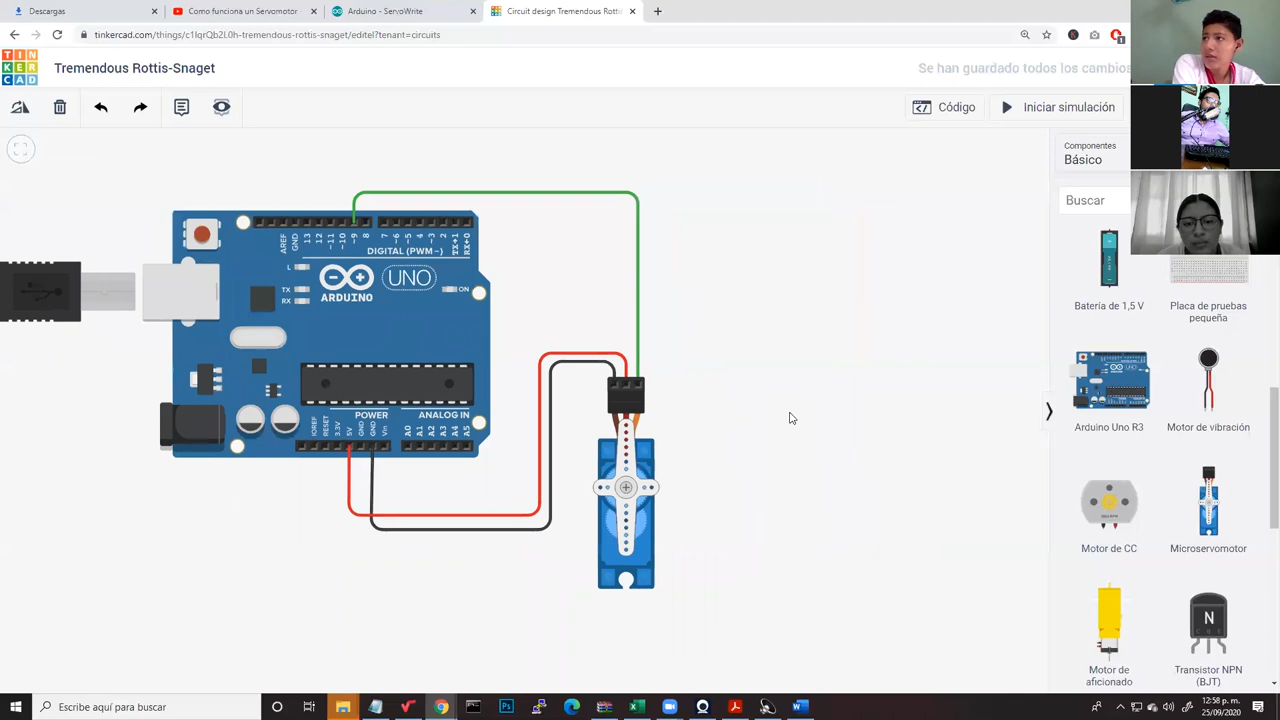 Descargas
Como funciona un Servomotor
Arduino - ServoWrite
Circuit design Tremendous Rotti
tinkercad.com/things/c1lqrQb2L0h-tremendous-rottis-snaget/editel?tenant=circuits
TIN
KER
CAD
Tremendous Rottis-Snaget
Se han guardado todos los cambios
Código
Iniciar simulación
Componentes
Básico
Buscar
Batería de 1,5 V
Placa de pruebas
pequeña
Arduino Uno R3
Motor de vibración
Motor de CC
Microservomotor
Motor de
aficionado
Transistor NPN
(BJT)
AREF
GND
13
12
~11
~10
~9
8
7
~6
~5
4
~3
2
TX→1
RX←0
DIGITAL (PWM~)
L
TX
RX
ARDUINO
UNO
ON
POWER
ANALOG IN
IOREF
RESET
3.3V
5V
GND
GND
Vin
A0
A1
A2
A3
A4
A5
N
Escribe aquí para buscar
12:58 p. m.
25/09/2020